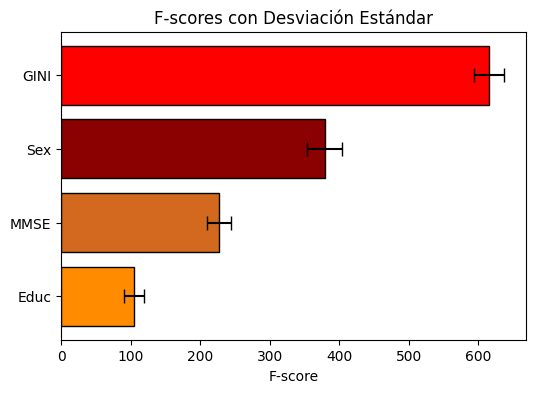 F-scores con Desviación Estándar
GINI
Sex
MMSE
Educ
0 100 200 300 400 500 600
F-score